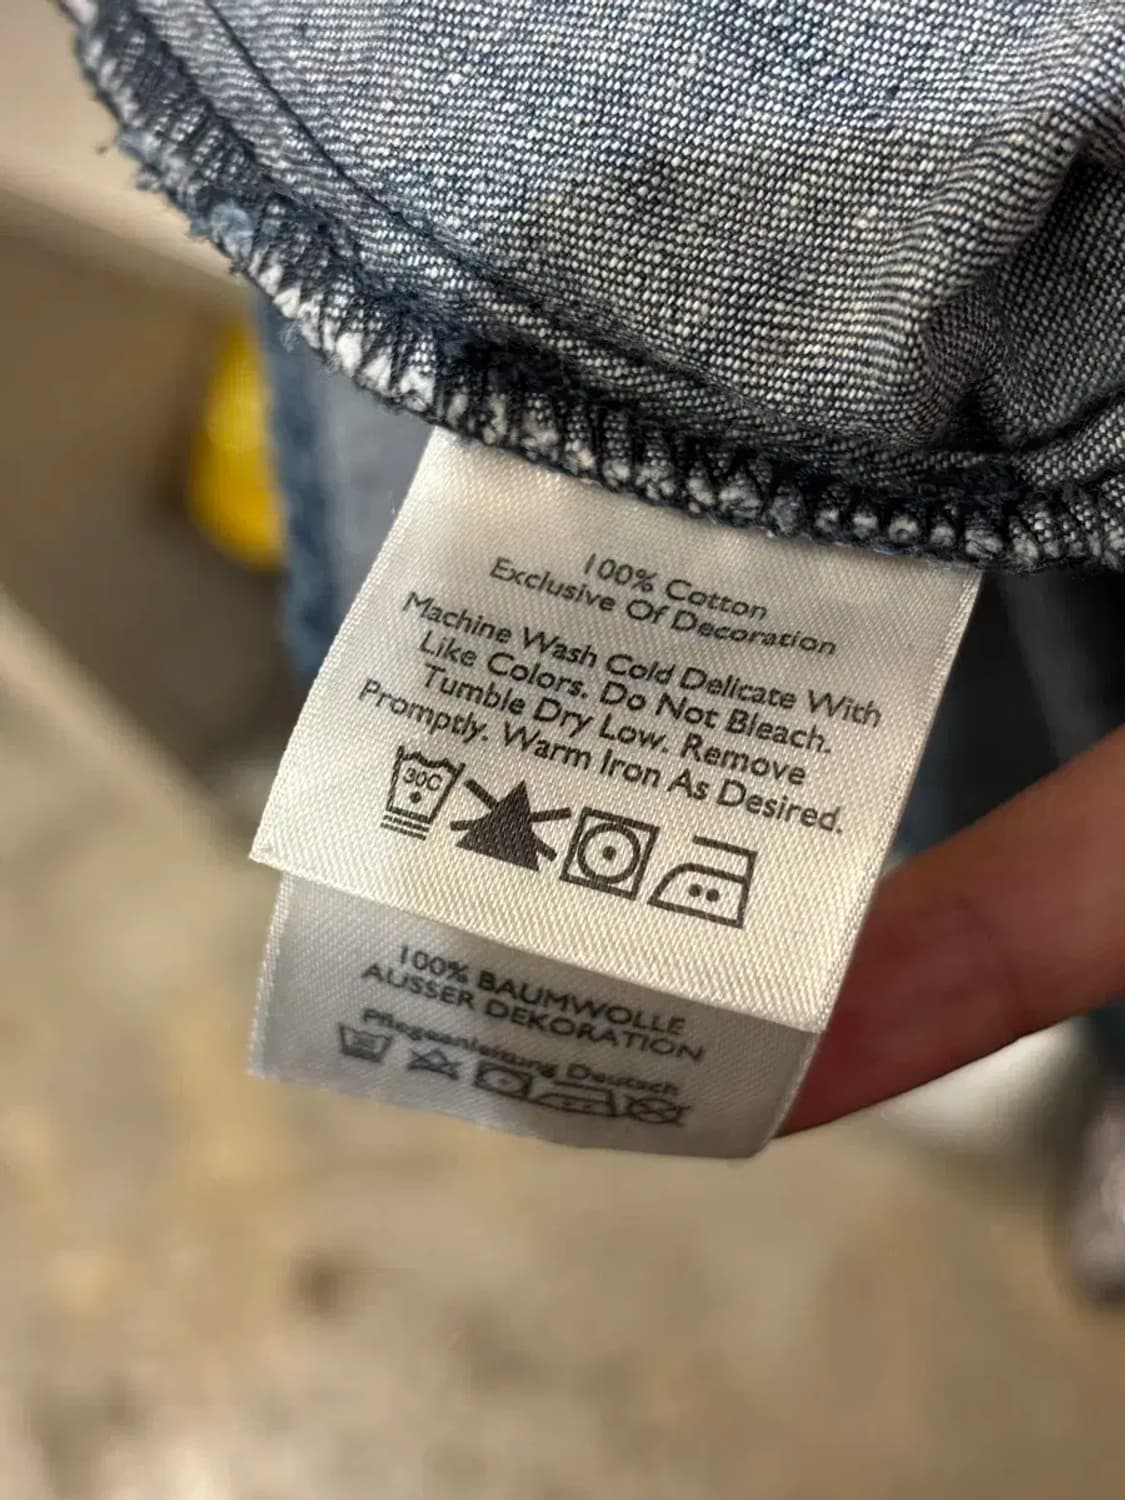 100% Cotton
Exclusive Of Decoration
Machine Wash Cold Delicate With
Like Colors. Do Not Bleach.
Tumble Dry Low. Remove
Promptly. Warm Iron As Desired.
30C
100% BAUMWOLLE
AUSSER DEKORATION
Pflegeanleitung Deutsch